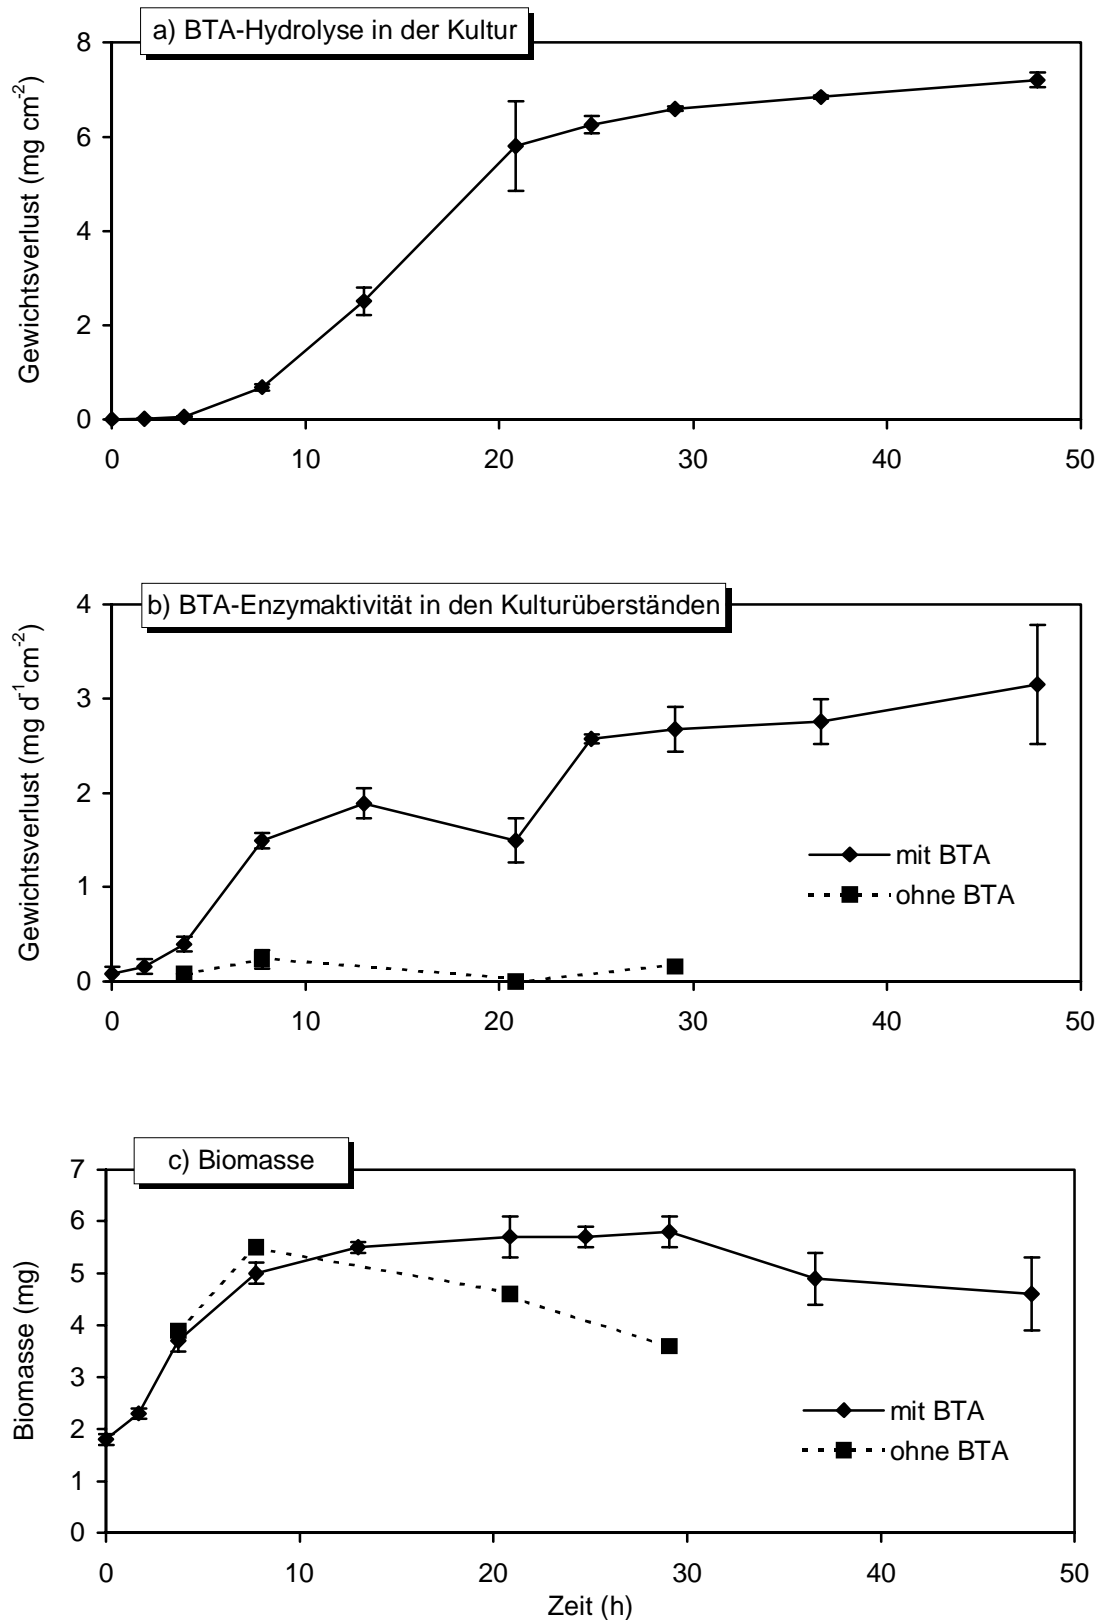 a) BTA-Hydrolyse in der Kultur
Gewichtsverlust (mg cm⁻²)
8
6
4
2
0
0 10 20 30 40 50
b) BTA-Enzymaktivität in den Kulturüberständen
Gewichtsverlust (mg d⁻¹cm⁻²)
4
3
2
1
0
mit BTA
ohne BTA
0 10 20 30 40 50
c) Biomasse
Biomasse (mg)
7
6
5
4
3
2
1
0
mit BTA
ohne BTA
0 10 20 30 40 50
Zeit (h)